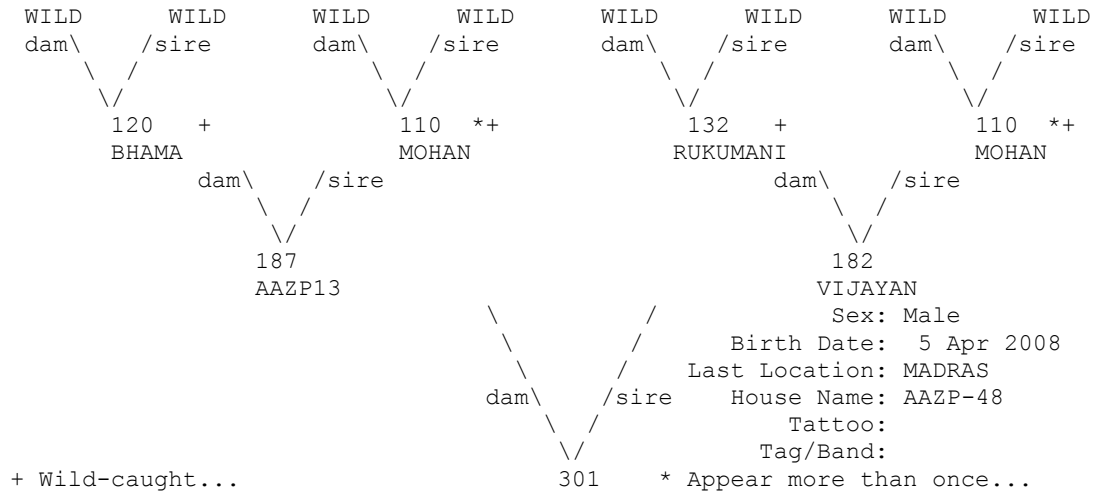 WILD WILD WILD WILD WILD WILD WILD WILD
dam\ /sire dam\ /sire dam\ /sire dam\ /sire
\ / \ / \ / \ /
\/ \/ \/ \/
120 + 110 *+ 132 + 110 *+
BHAMA MOHAN RUKUMANI MOHAN
dam\ /sire dam\ /sire
\ / \ /
\/ \/
187 182
AAZP13 VIJAYAN
\ / Sex: Male
\ / Birth Date: 5 Apr 2008
\ / Last Location: MADRAS
dam\ /sire House Name: AAZP-48
\ / Tattoo:
\/ Tag/Band:
+ Wild-caught... 301 * Appear more than once...